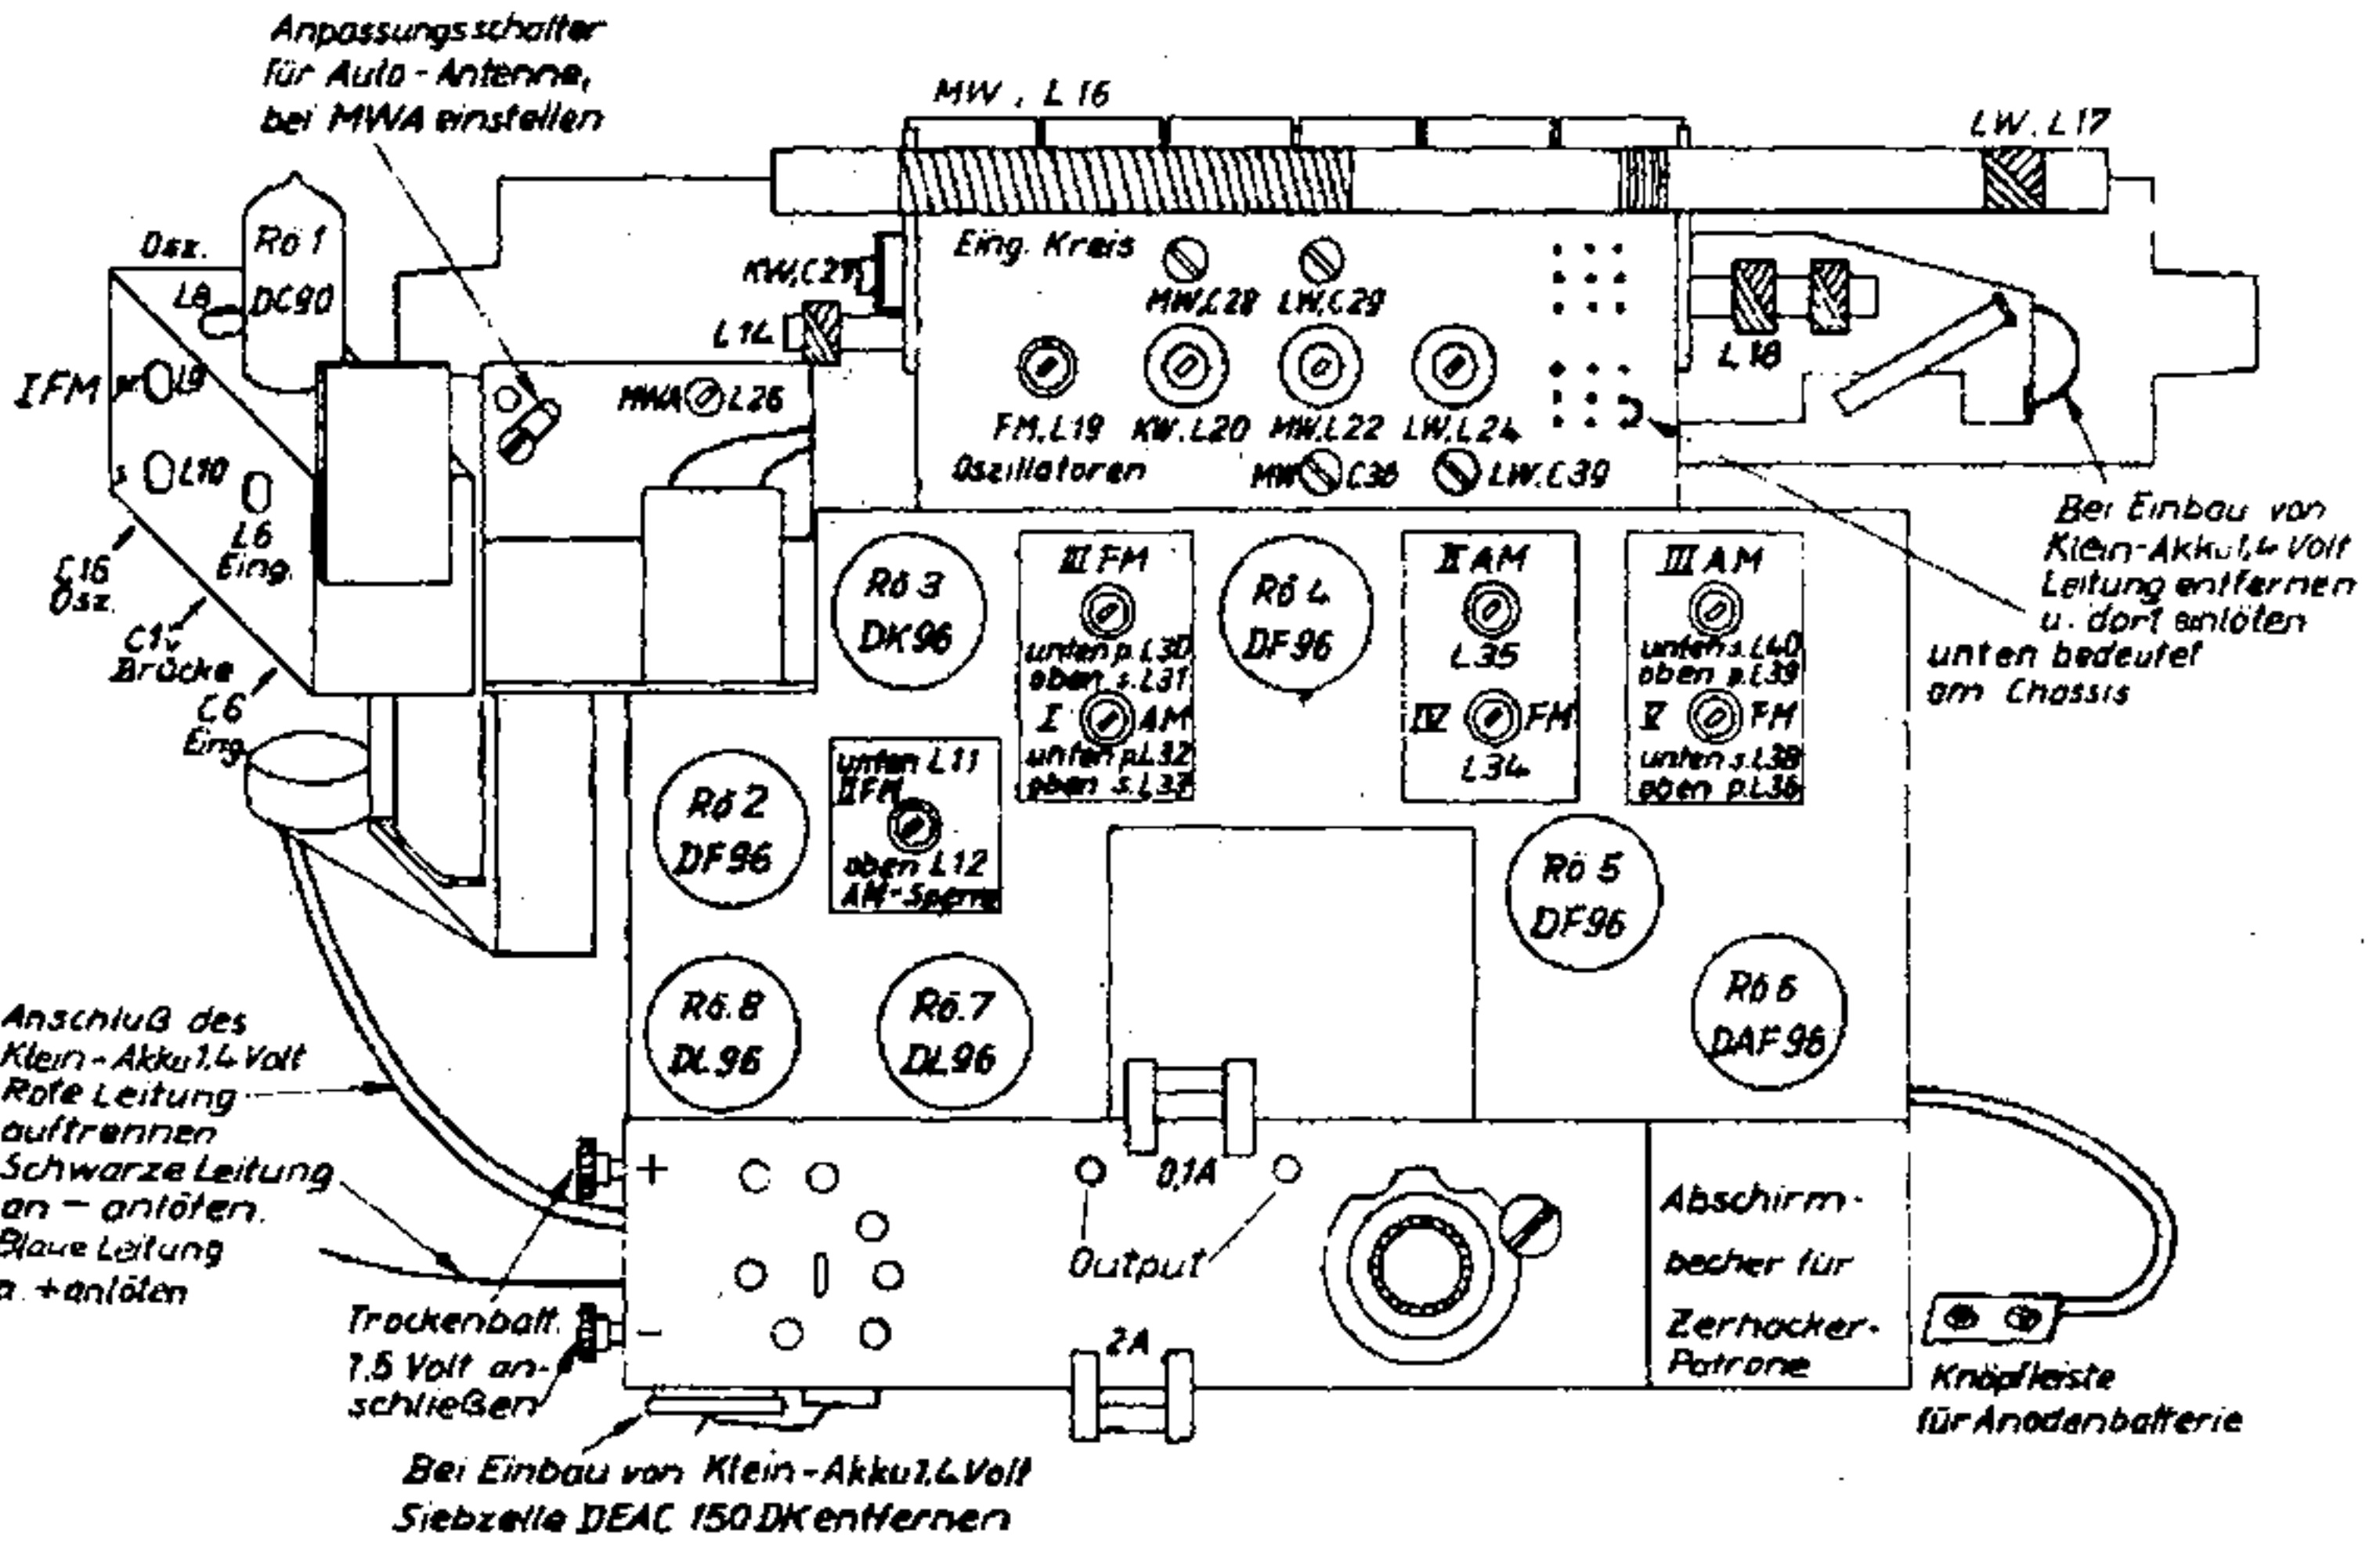 Anpassungsschalter
für Auto-Antenne,
bei MWA einstellen
MW. L16
LW. L17
Osz.
Rö 1
DC90
L8
I FM
L9
s L10
L6
Eing.
C16
Osz.
Brücke
C6
Eing.
L14
MWA L26
Eing. Kreis
MW.C28 LW.C29
L18
FM.L19 KW.L20 MW.L22 LW.L24
Oszillatoren
MW C36 LW.C39
Bei Einbau von
Klein-Akku 1,4 Volt
Leitung entfernen
u. dort anlöten
unten bedeutet
am Chassis
Rö 3
DK96
III FM
unten p. L30
oben s. L31
I AM
unten p. L32
oben s. L33
Rö 4
DF96
II AM
L35
IV FM
L34
III AM
unten s. L40
oben p. L39
V FM
unten s. L38
oben p. L36
Rö 2
DF96
unten L11
II FM
oben L12
AM-Sperre
Rö 5
DF96
Rö 6
DAF96
Rö. 8
DL96
Rö. 7
DL96
Anschluß des
Klein-Akku 1,4 Volt
Rote Leitung
auftrennen
Schwarze Leitung
an - anlöten.
Blaue Leitung
a. + anlöten
+
-
Trockenbatt.
1,5 Volt an-
schließen
0,1A
Output
2A
Abschirm-
becher für
Zerhacker-
Patrone
Knopfleiste
für Anodenbatterie
Bei Einbau von Klein-Akku 1,4 Volt
Siebzelle DEAC 150 DK entfernen